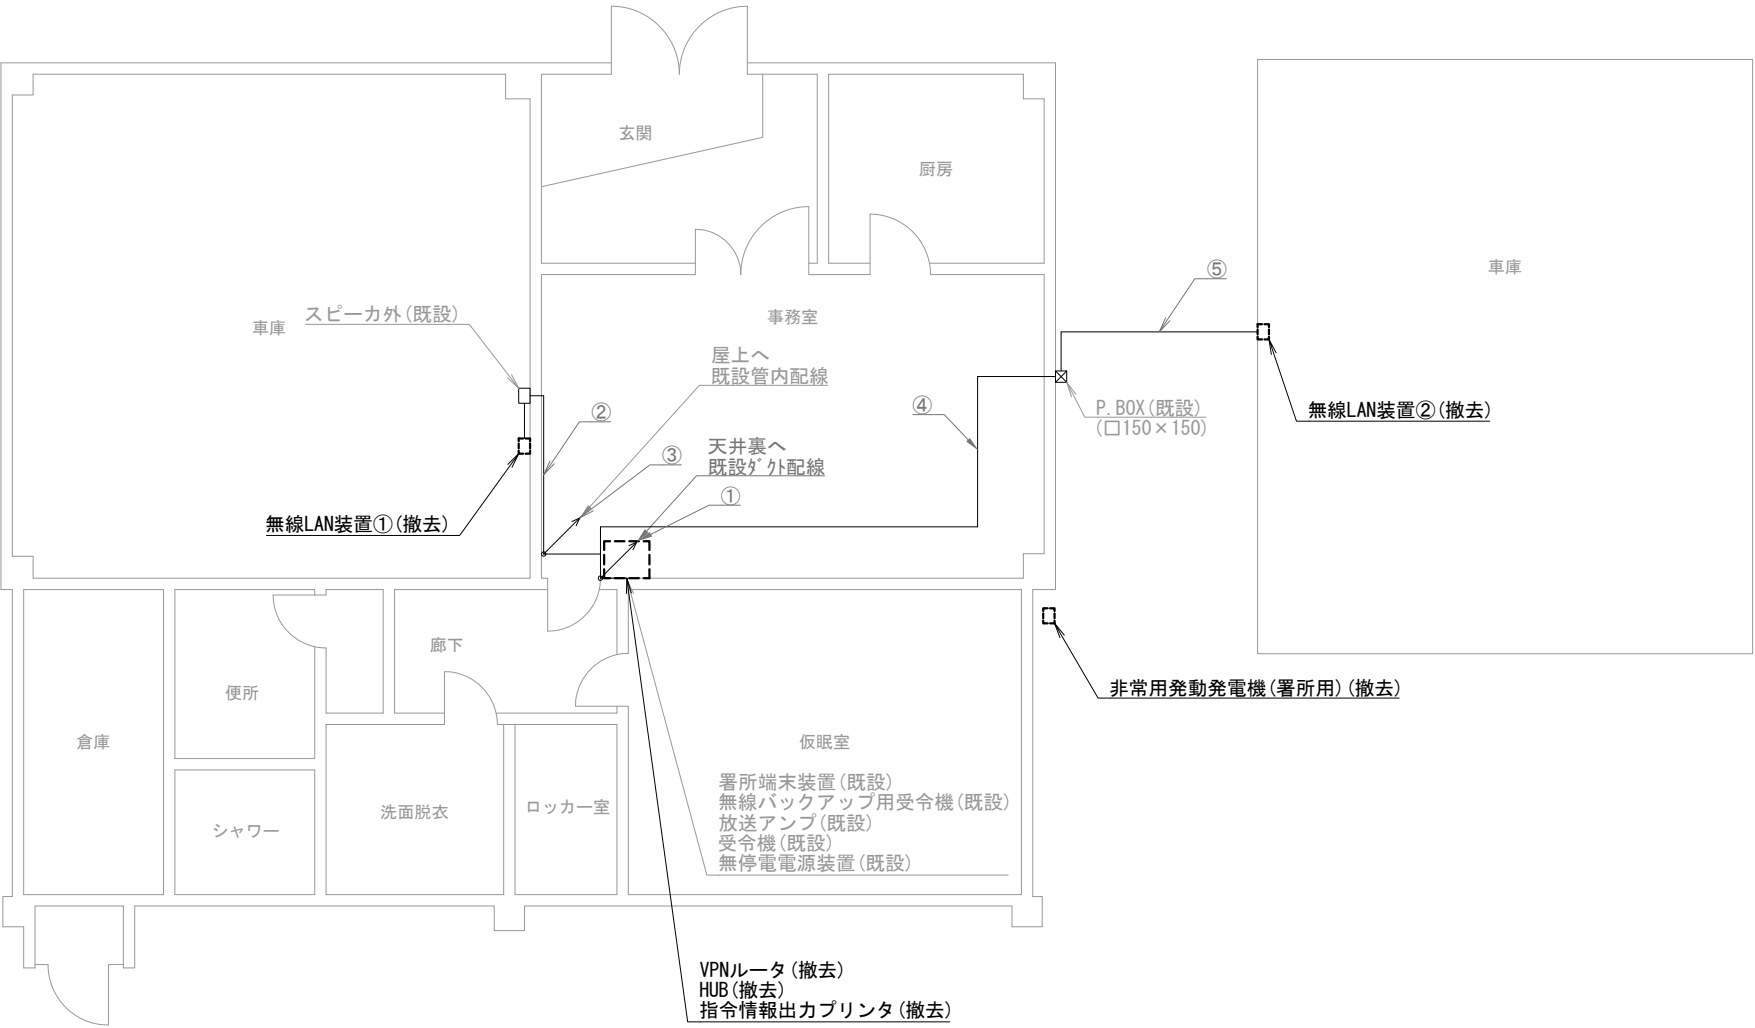 玄関
厨房
車庫
⑤
スピーカ外(既設)
車庫
事務室
屋上へ
既設管内配線
②
④
P.BOX(既設)
(□150×150)
無線LAN装置②(撤去)
天井裏へ
既設ダクト配線
③
①
無線LAN装置①(撤去)
廊下
便所
倉庫
非常用発動発電機(署所用)(撤去)
仮眠室
署所端末装置(既設)
無線バックアップ用受令機(既設)
放送アンプ(既設)
受令機(既設)
無停電電源装置(既設)
シャワー
洗面脱衣
ロッカー室
VPNルータ(撤去)
HUB(撤去)
指令情報出力プリンタ(撤去)